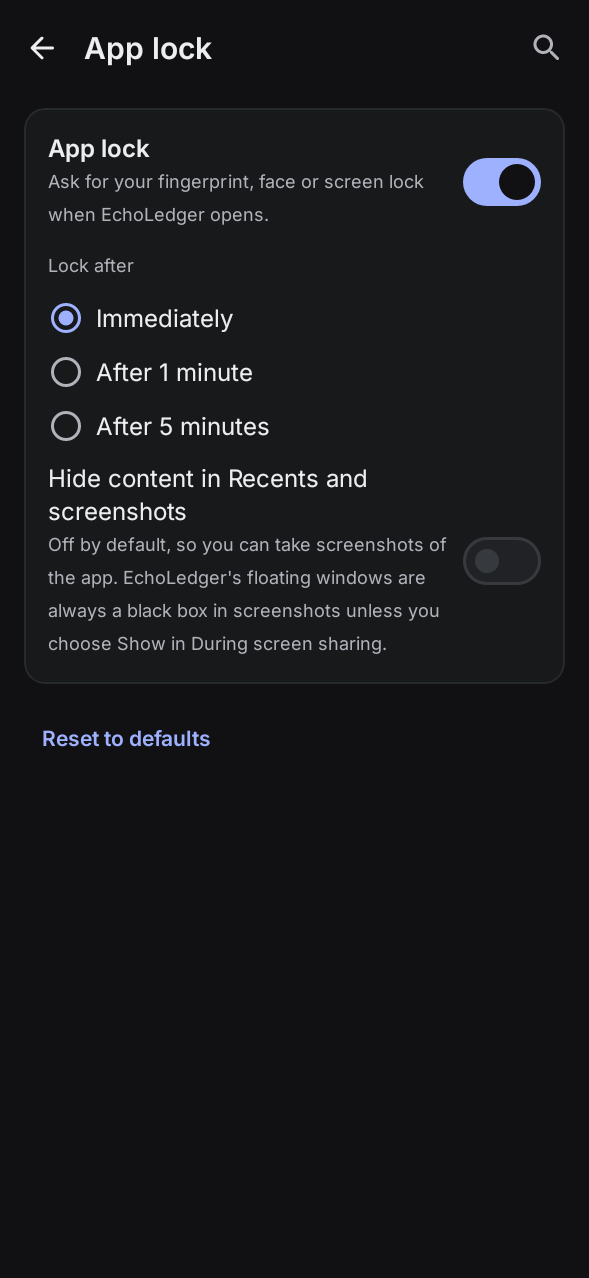 App lock
App lock
Ask for your fingerprint, face or screen lock
when EchoLedger opens.
Lock after
Immediately
After 1 minute
After 5 minutes
Hide content in Recents and
screenshots
Off by default, so you can take screenshots of
the app. EchoLedger's floating windows are
always a black box in screenshots unless you
choose Show in During screen sharing.
Reset to defaults